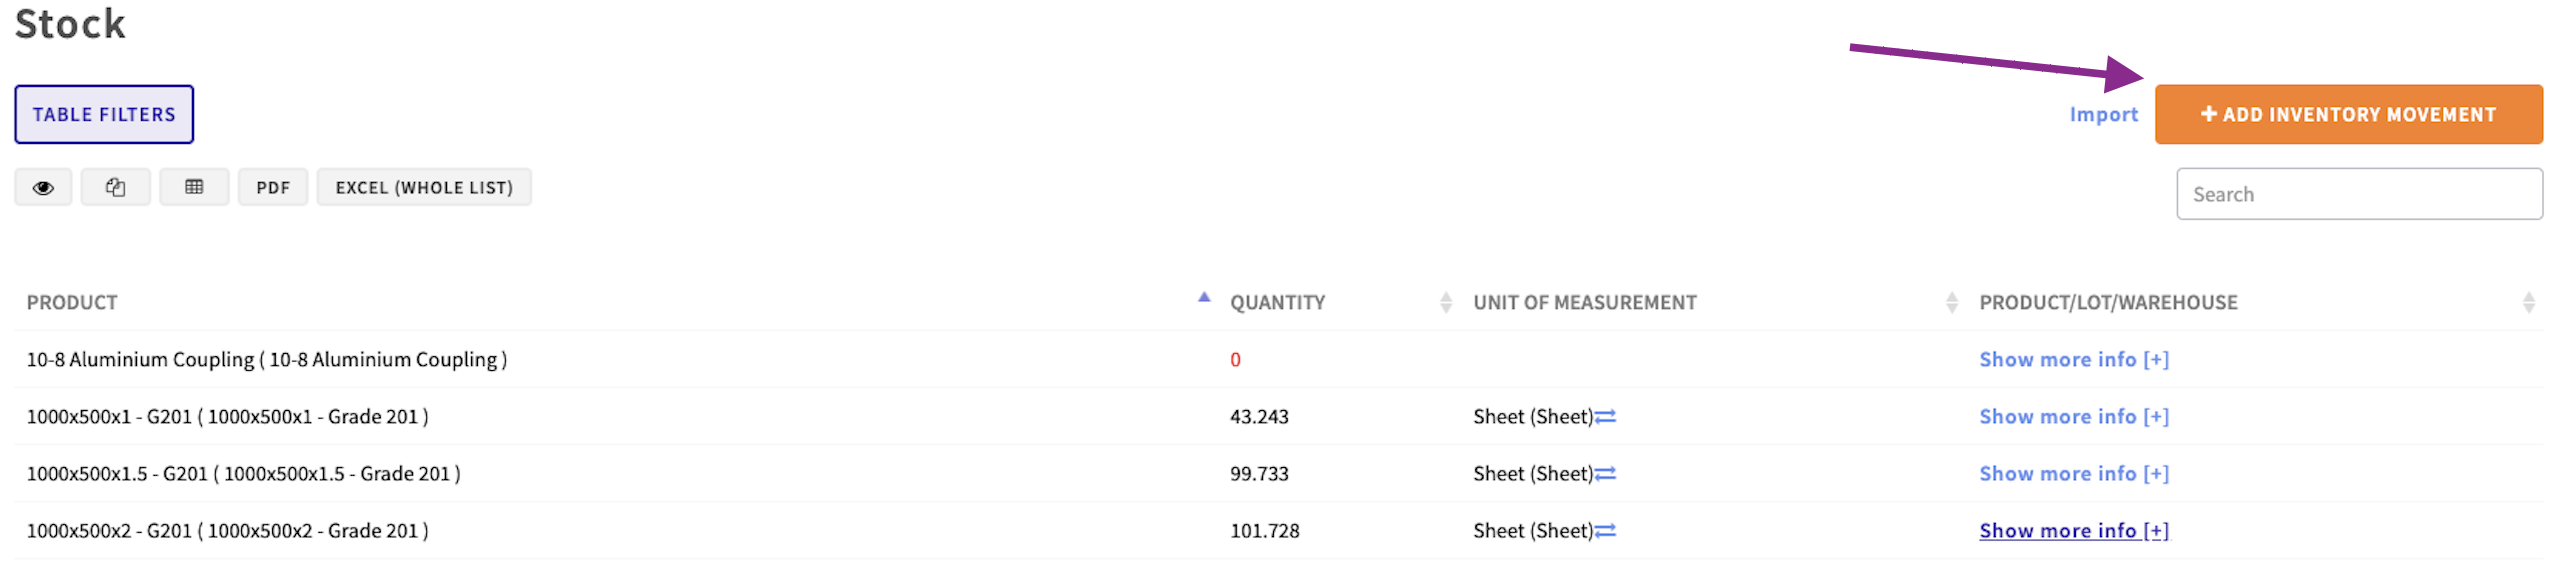 Stock
TABLE FILTERS
Import
+ ADD INVENTORY MOVEMENT
PDF
EXCEL (WHOLE LIST)
Search
PRODUCT QUANTITY UNIT OF MEASUREMENT PRODUCT/LOT/WAREHOUSE
10-8 Aluminium Coupling ( 10-8 Aluminium Coupling ) 0 Show more info [+]
1000x500x1 - G201 ( 1000x500x1 - Grade 201 ) 43.243 Sheet (Sheet) Show more info [+]
1000x500x1.5 - G201 ( 1000x500x1.5 - Grade 201 ) 99.733 Sheet (Sheet) Show more info [+]
1000x500x2 - G201 ( 1000x500x2 - Grade 201 ) 101.728 Sheet (Sheet) Show more info [+]